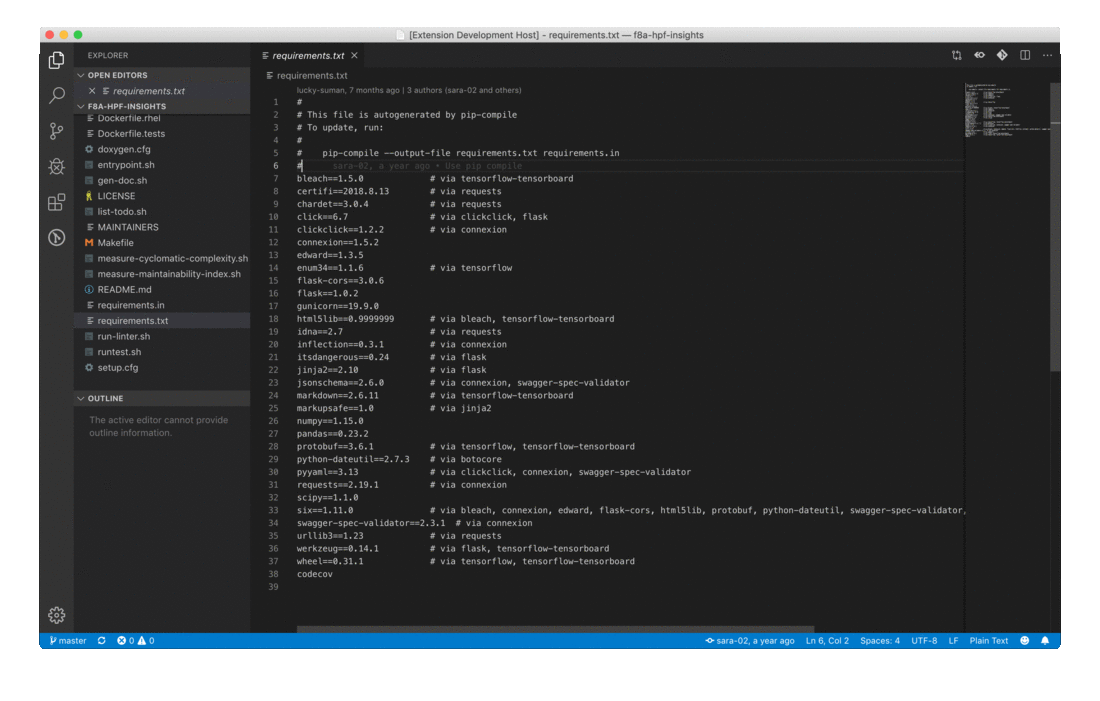 [Extension Development Host] - requirements.txt — f8a-hpf-insights
EXPLORER
OPEN EDITORS
requirements.txt
F8A-HPF-INSIGHTS
Dockerfile.rhel
Dockerfile.tests
doxygen.cfg
entrypoint.sh
gen-doc.sh
LICENSE
list-todo.sh
MAINTAINERS
Makefile
measure-cyclomatic-complexity.sh
measure-maintainability-index.sh
README.md
requirements.in
requirements.txt
run-linter.sh
runtest.sh
setup.cfg
OUTLINE
The active editor cannot provide
outline information.
requirements.txt
requirements.txt
lucky-suman, 7 months ago | 3 authors (sara-02 and others)
1 #
2 # This file is autogenerated by pip-compile
3 # To update, run:
4 #
5 #    pip-compile --output-file requirements.txt requirements.in
6 #    sara-02, a year ago • Use pip compile
7 bleach==1.5.0 # via tensorflow-tensorboard
8 certifi==2018.8.13 # via requests
9 chardet==3.0.4 # via requests
10 click==6.7 # via clickclick, flask
11 clickclick==1.2.2 # via connexion
12 connexion==1.5.2
13 edward==1.3.5
14 enum34==1.1.6 # via tensorflow
15 flask-cors==3.0.6
16 flask==1.0.2
17 gunicorn==19.9.0
18 html5lib==0.9999999 # via bleach, tensorflow-tensorboard
19 idna==2.7 # via requests
20 inflection==0.3.1 # via connexion
21 itsdangerous==0.24 # via flask
22 jinja2==2.10 # via flask
23 jsonschema==2.6.0 # via connexion, swagger-spec-validator
24 markdown==2.6.11 # via tensorflow-tensorboard
25 markupsafe==1.0 # via jinja2
26 numpy==1.15.0
27 pandas==0.23.2
28 protobuf==3.6.1 # via tensorflow, tensorflow-tensorboard
29 python-dateutil==2.7.3 # via botocore
30 pyyaml==3.13 # via clickclick, connexion, swagger-spec-validator
31 requests==2.19.1 # via connexion
32 scipy==1.1.0
33 six==1.11.0 # via bleach, connexion, edward, flask-cors, html5lib, protobuf, python-dateutil, swagger-spec-validator,
34 swagger-spec-validator==2.3.1 # via connexion
35 urllib3==1.23 # via requests
36 werkzeug==0.14.1 # via flask, tensorflow-tensorboard
37 wheel==0.31.1 # via tensorflow, tensorflow-tensorboard
38 codecov
39
master 0 0 sara-02, a year ago Ln 6, Col 2 Spaces: 4 UTF-8 LF Plain Text